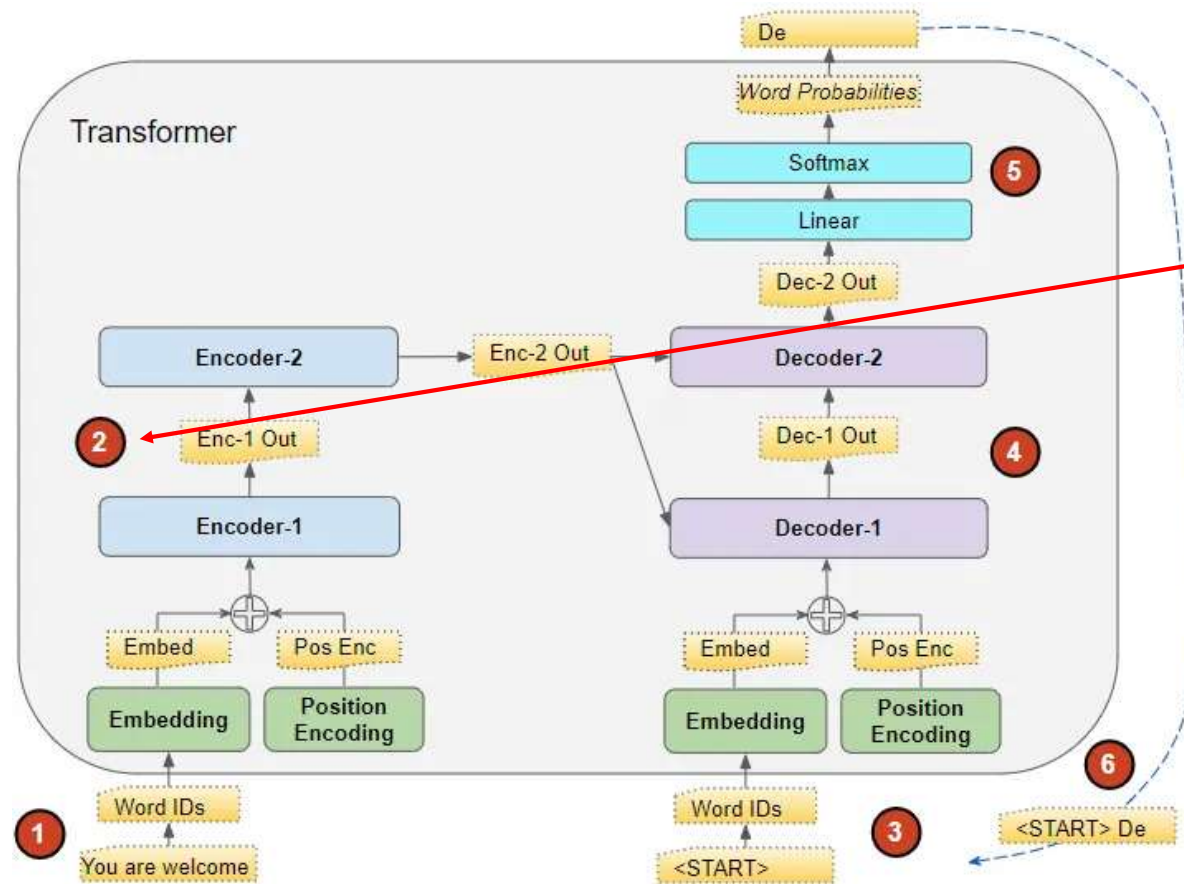 De
Word Probabilities
Transformer
Softmax
5
Linear
Dec-2 Out
Encoder-2
Enc-2 Out
Decoder-2
2
Enc-1 Out
Dec-1 Out
4
Encoder-1
Decoder-1
Embed
Pos Enc
Embed
Pos Enc
Embedding
Position
Encoding
Embedding
Position
Encoding
6
1
Word IDs
Word IDs
3
<START> De
You are welcome
<START>